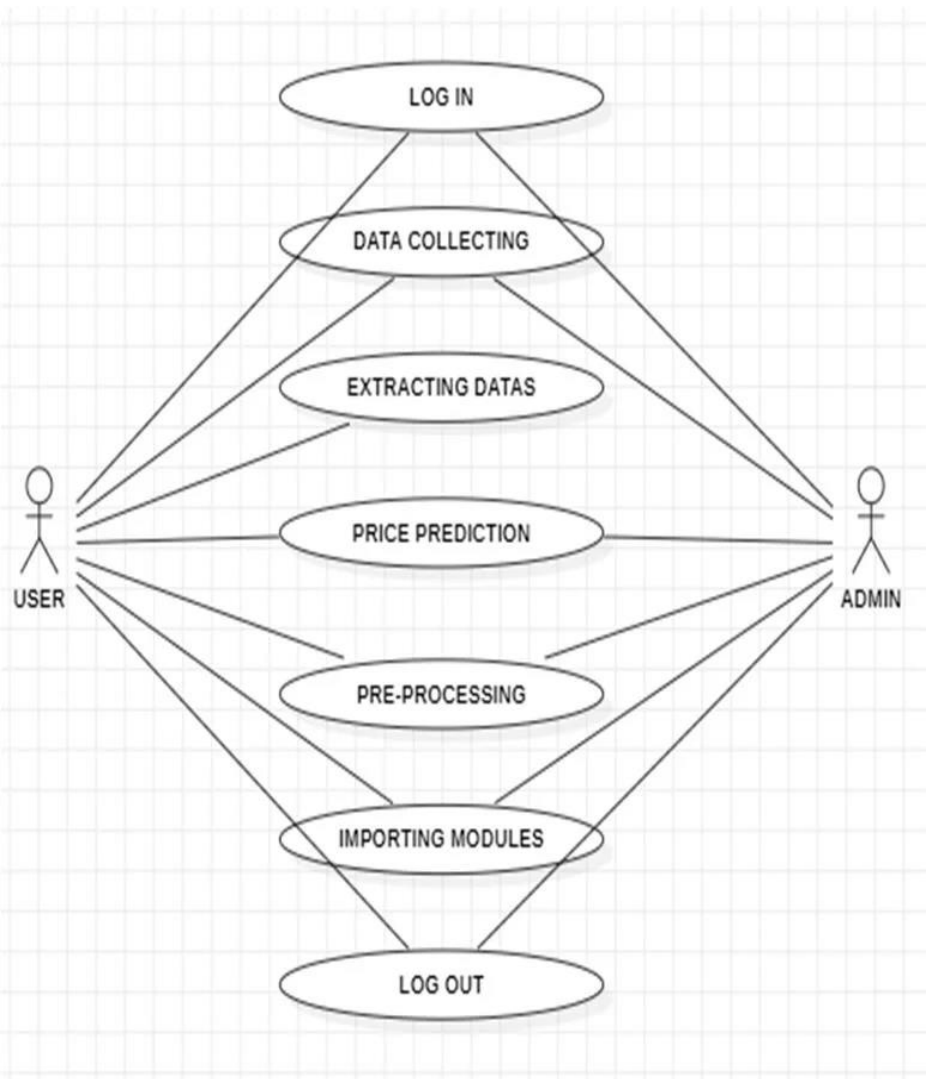 LOG IN
DATA COLLECTING
EXTRACTING DATAS
PRICE PREDICTION
USER
ADMIN
PRE-PROCESSING
IMPORTING MODULES
LOG OUT